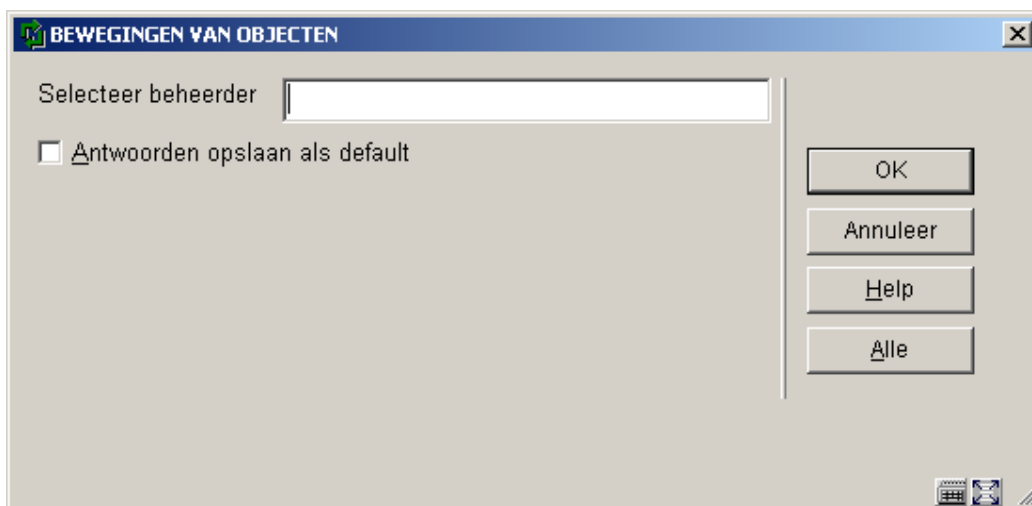 BEWEGINGEN VAN OBJECTEN
Selecteer beheerder
Antwoorden opslaan als default
OK
Annuleer
Help
Alle